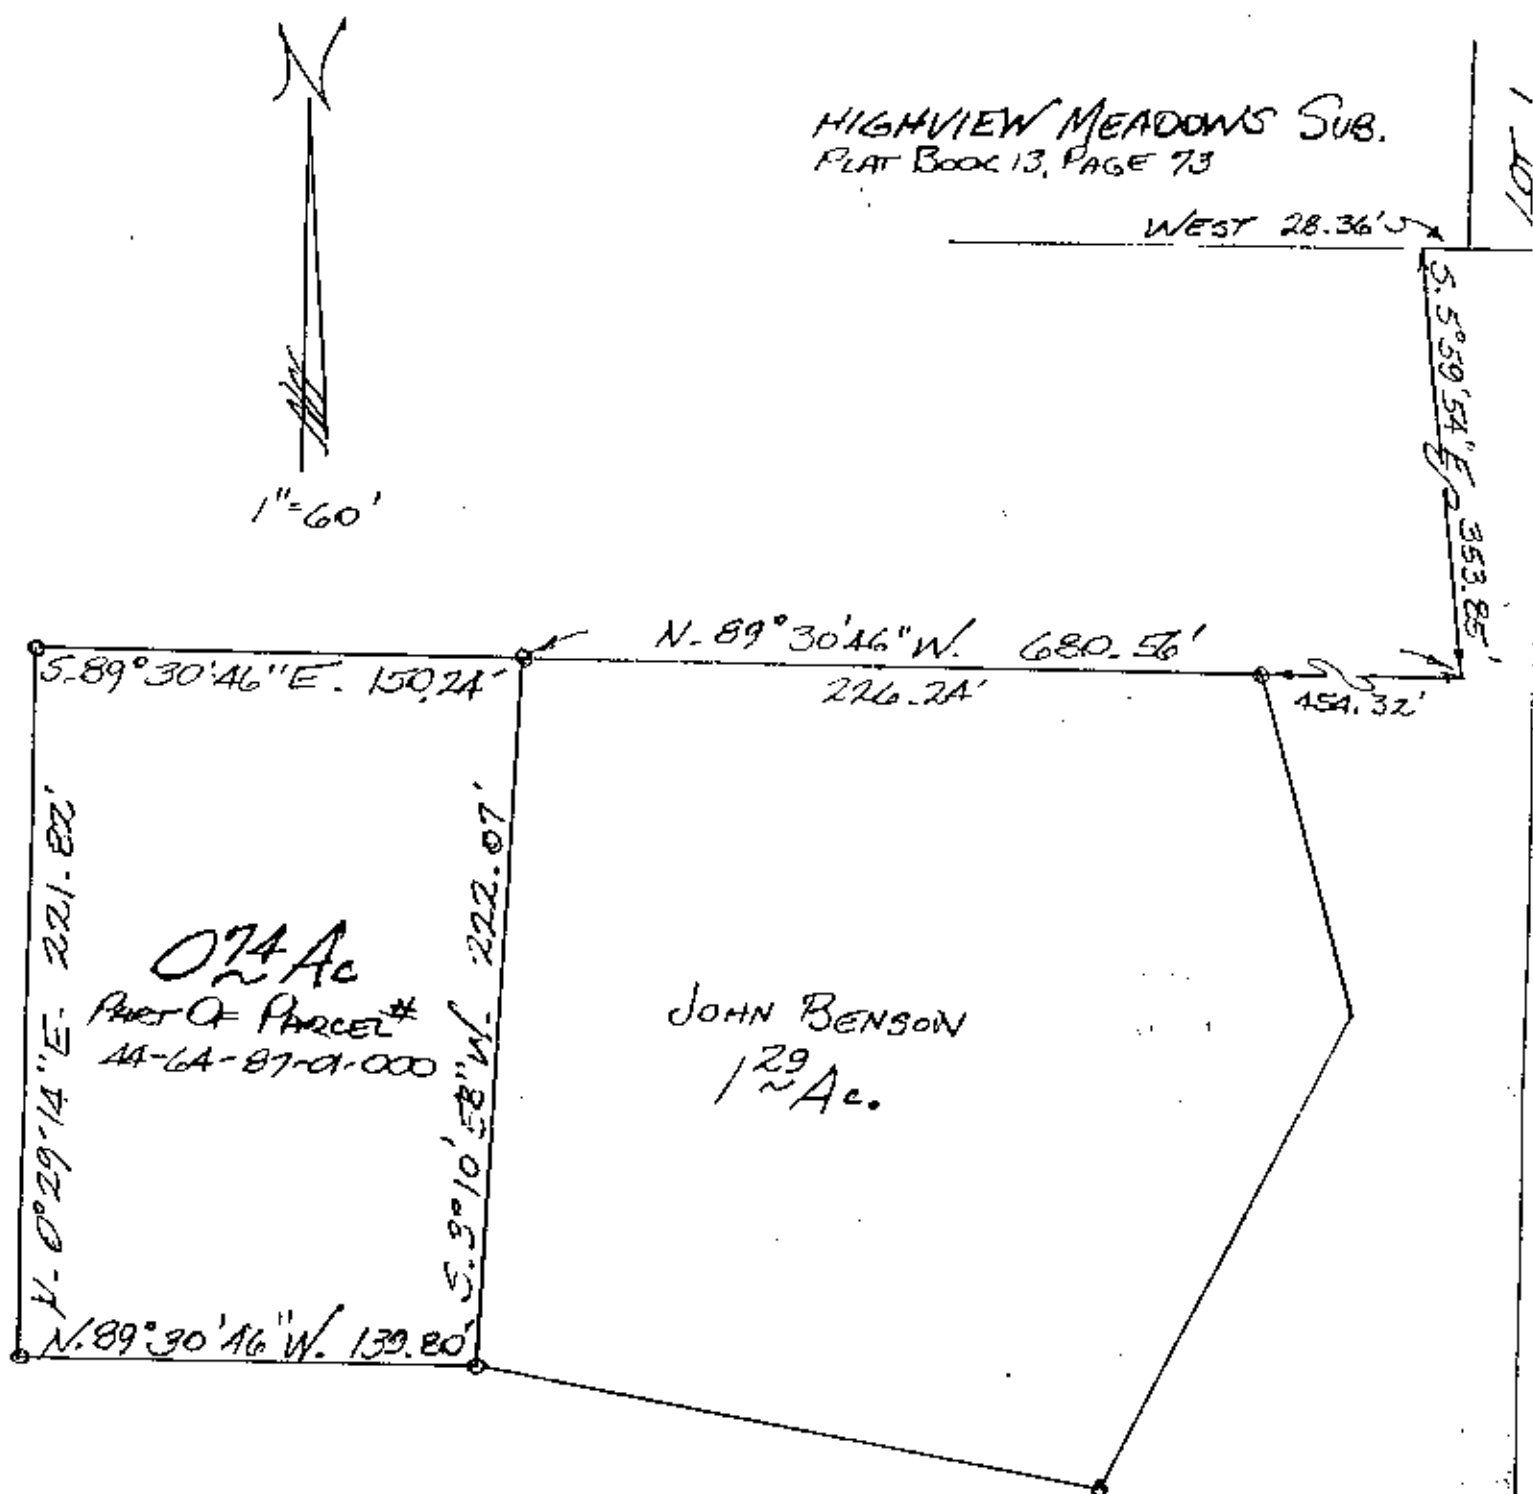 N
HIGHVIEW MEADOWS SUB.
PLAT BOOK 13, PAGE 73
LOT
WEST 28.36'
S. 5°59'54"E 353.85'
1"=60'
N. 89°30'46"W. 680.56'
S. 89°30'46"E. 150.24'
226.24'
454.32'
N. 0°29'14"E. 221.82'
S. 3°10'58"W. 222.07'
0.74 Ac
PART OF PARCEL #
44-64-87-01-000
JOHN BENSON
1.29 Ac.
N. 89°30'46"W. 139.80'